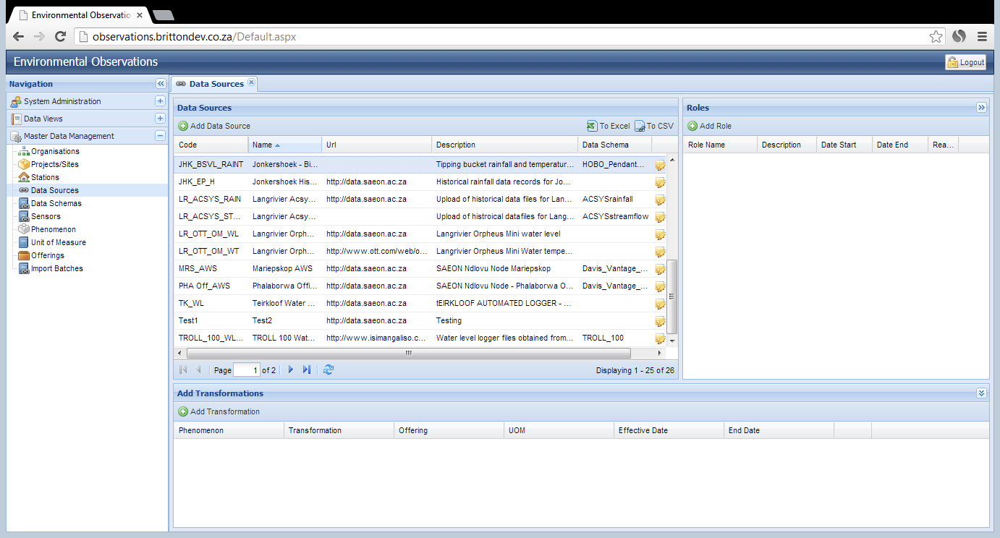 Environmental Observatio
observations.brittondev.co.za/Default.aspx
Environmental Observations
Logout
Navigation
System Administration
Data Views
Master Data Management
Organisations
Projects/Sites
Stations
Data Sources
Data Schemas
Sensors
Phenomenon
Unit of Measure
Offerings
Import Batches
Data Sources
Data Sources
Add Data Source To Excel To CSV
Code Name Url Description Data Schema
JHK_BSVL_RAINT Jonkershoek - Bi... Tipping bucket rainfall and temperatur... HOBO_Pendant...
JHK_EP_H Jonkershoek His... http://data.saeon.ac.za Historical rainfall data records for Jo...
LR_ACSYS_RAIN Langrivier Acsy... http://data.saeon.ac.za Upload of historical data files for Lan... ACSYSrainfall
LR_ACSYS_ST... Langrivier Acsy... Upload of histroical datafiles for Lang... ACSYSstreamflow
LR_OTT_OM_WL Langrivier Orph... http://data.saeon.ac.za Langrivier Orpheus Mini water level
LR_OTT_OM_WT Langrivier Orph... http://www.ott.com/web/o... Langrivier Orpheus Mini Water tempe...
MRS_AWS Mariepskop AWS http://data.saeon.ac.za SAEON Ndlovu Node Mariepskop Davis_Vantage_...
PHA Off_AWS Phalaborwa Offi... http://data.saeon.ac.za SAEON Ndlovu Node - Phalaborwa O... Davis_Vantage_...
TK_WL Teirkloof Water ... http://data.saeon.ac.za tEIRKLOOF AUTOMATED LOGGER - ...
Test1 Test2 http://data.saeon.ac.za Testing
TROLL_100_WL... TROLL 100 Wat... http://www.isimangaliso.c... Water level logger files obtained from... TROLL_100
Page 1 of 2 Displaying 1 - 25 of 26
Roles
Add Role
Role Name Description Date Start Date End Rea...
Add Transformations
Add Transformation
Phenomenon Transformation Offering UOM Effective Date End Date